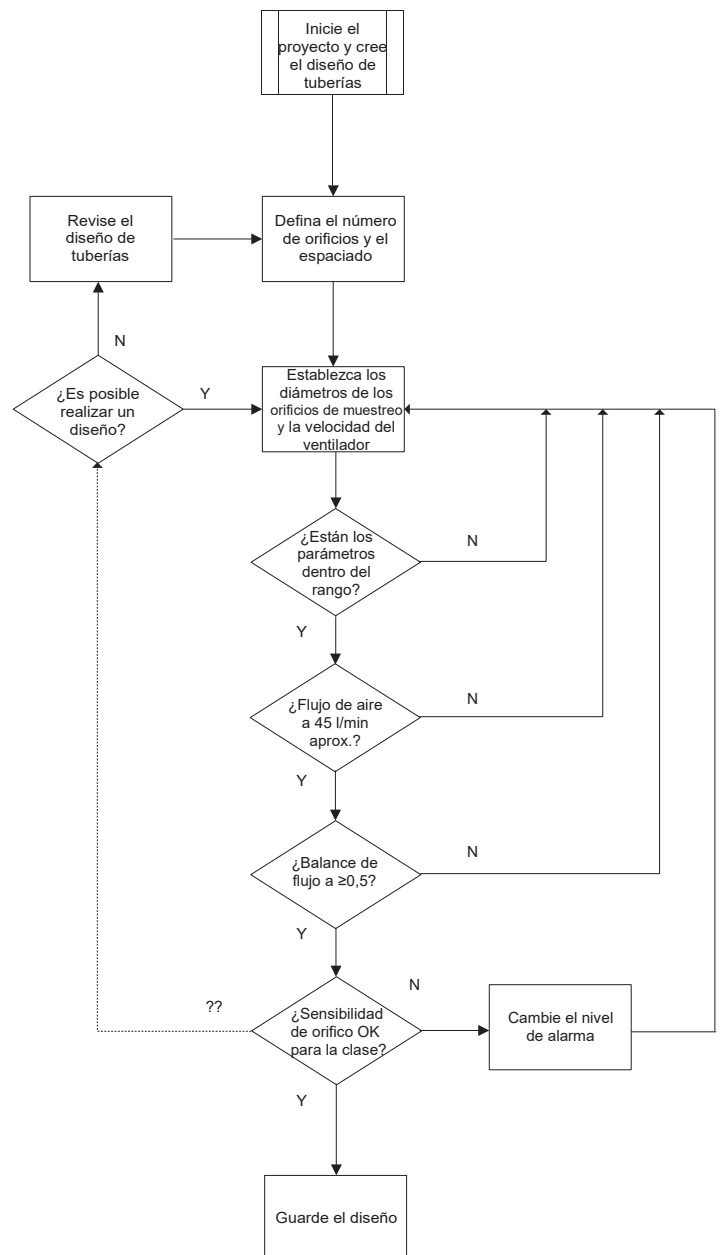 Inicie el
proyecto y cree
el diseño de
tuberías
Revise el
diseño de
tuberías
Defina el número
de orificios y el
espaciado
N
¿Es posible
realizar un
diseño?
Y
Establezca los
diámetros de los
orificios de muestreo
y la velocidad del
ventilador
¿Están los
parámetros
dentro del
rango?
N
Y
¿Flujo de aire
a 45 l/min
aprox.?
N
Y
¿Balance de
flujo a ≥0,5?
N
Y
??
¿Sensibilidad
de orifico OK
para la clase?
N
Cambie el nivel
de alarma
Y
Guarde el diseño